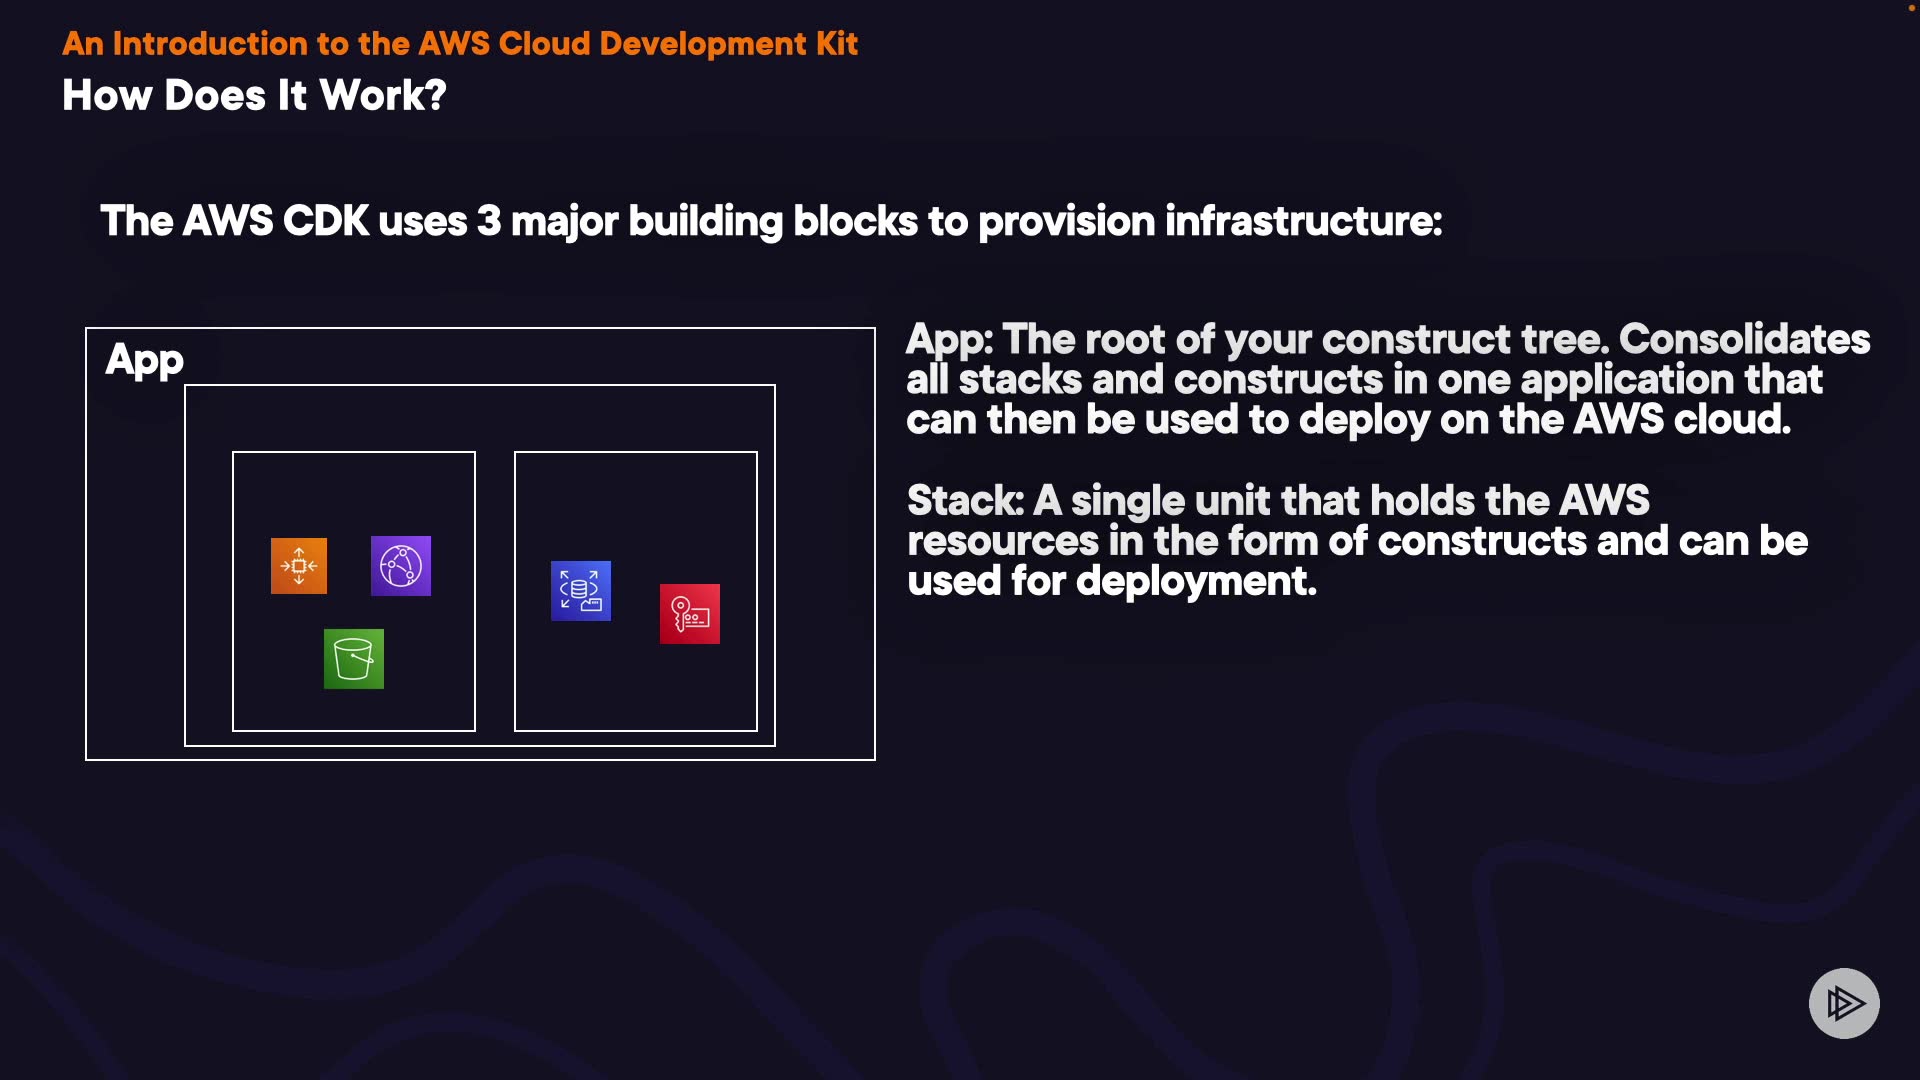 An Introduction to the AWS Cloud Development Kit
How Does It Work?
The AWS CDK uses 3 major building blocks to provision infrastructure:
App
App: The root of your construct tree. Consolidates
all stacks and constructs in one application that
can then be used to deploy on the AWS cloud.
Stack: A single unit that holds the AWS
resources in the form of constructs and can be
used for deployment.